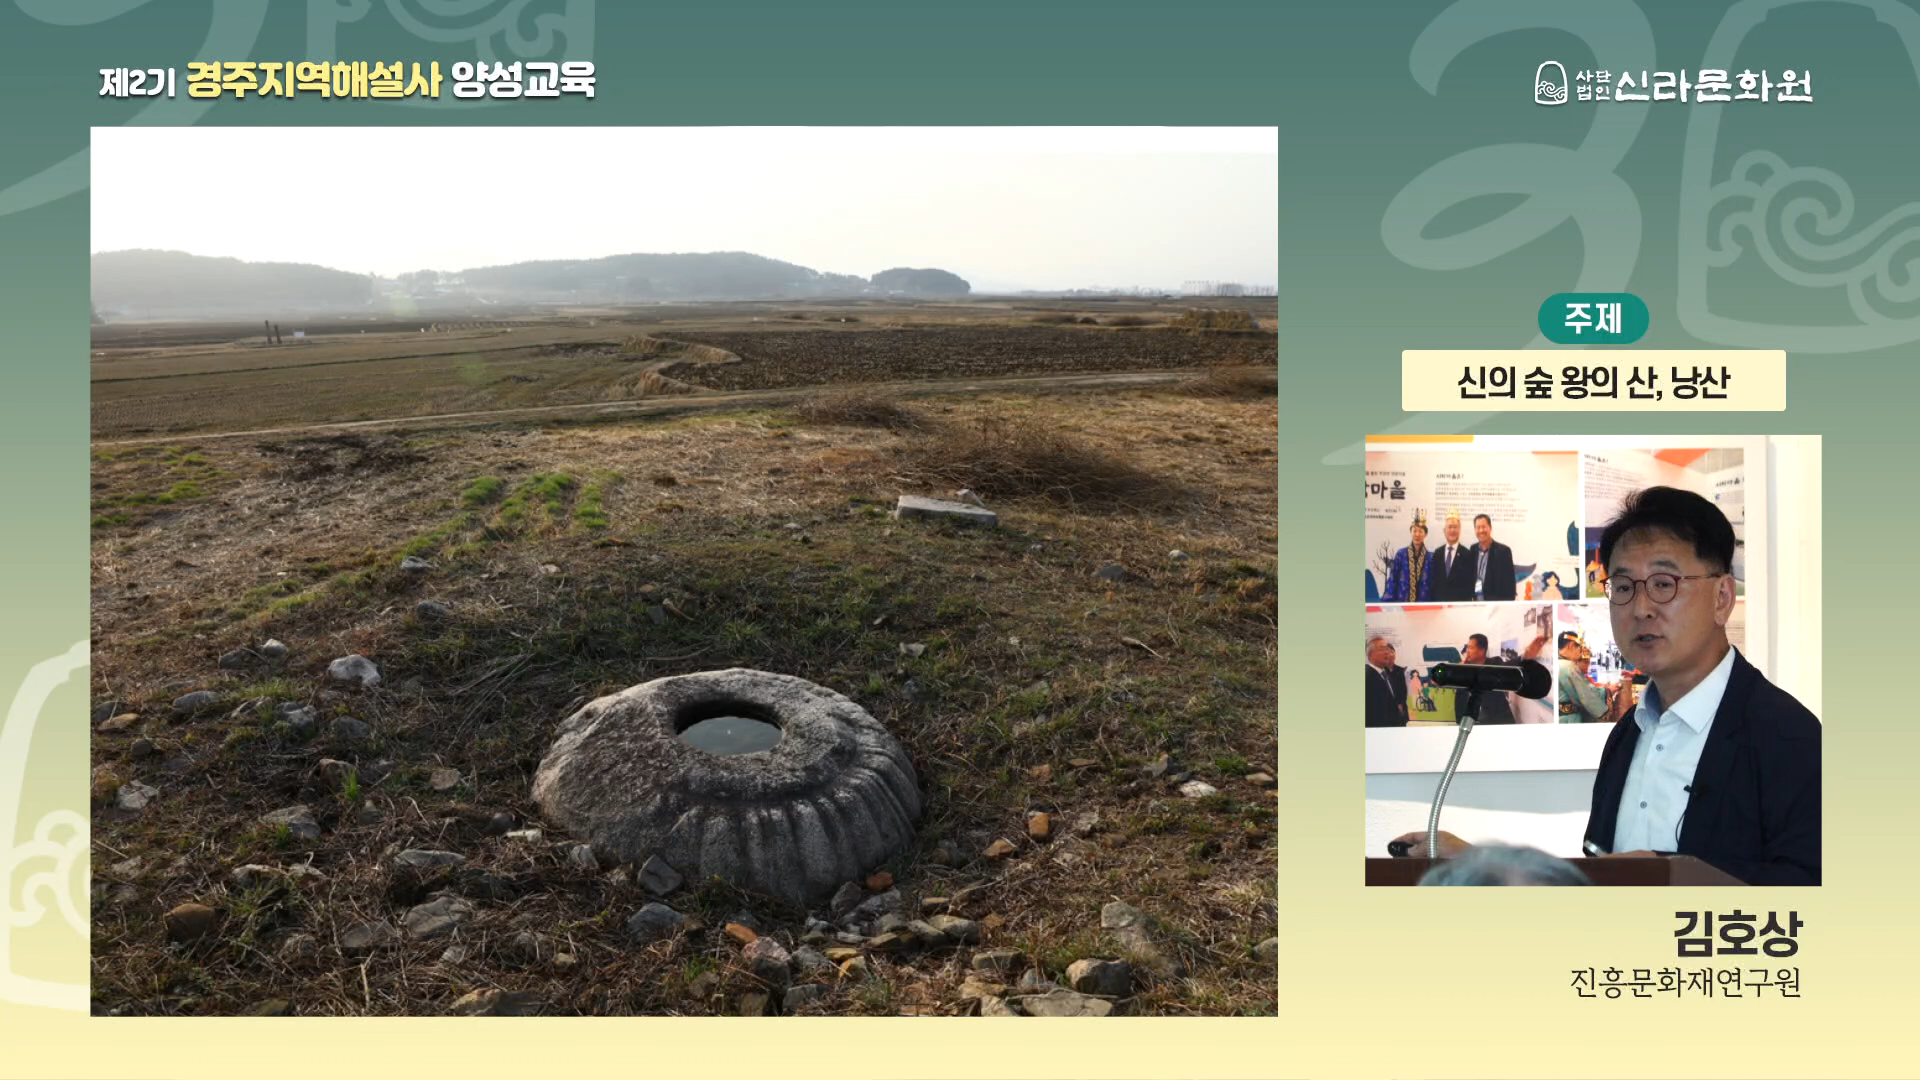 제2기 경주지역해설사 양성교육
사단
법인 신라문화원
주제
신의 숲 왕의 산, 낭산
마을
김호상
진흥문화재연구원